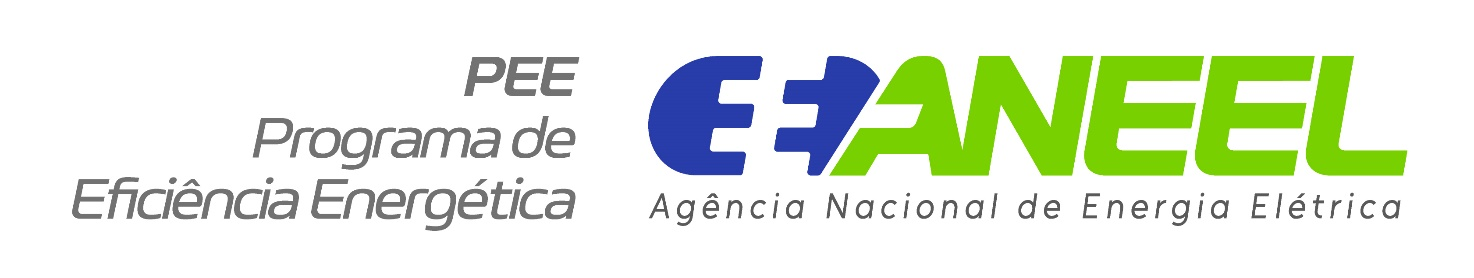 PEE
Programa de
Eficiência Energética
ANEEL
Agência Nacional de Energia Elétrica